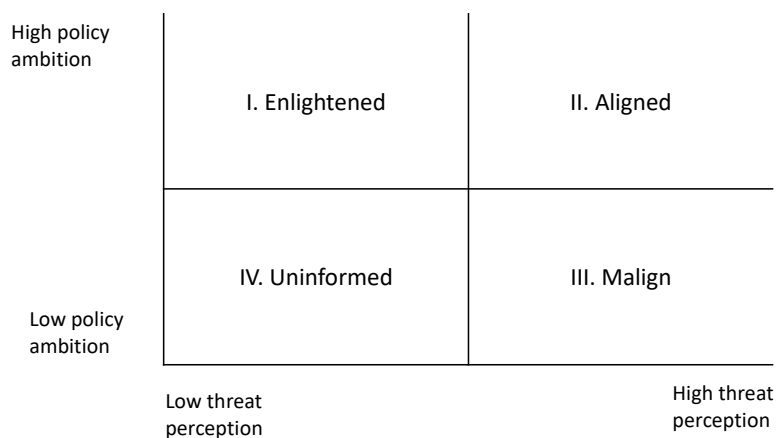 High policy
ambition
I. Enlightened
II. Aligned
IV. Uninformed
III. Malign
Low policy
ambition
Low threat
perception
High threat
perception